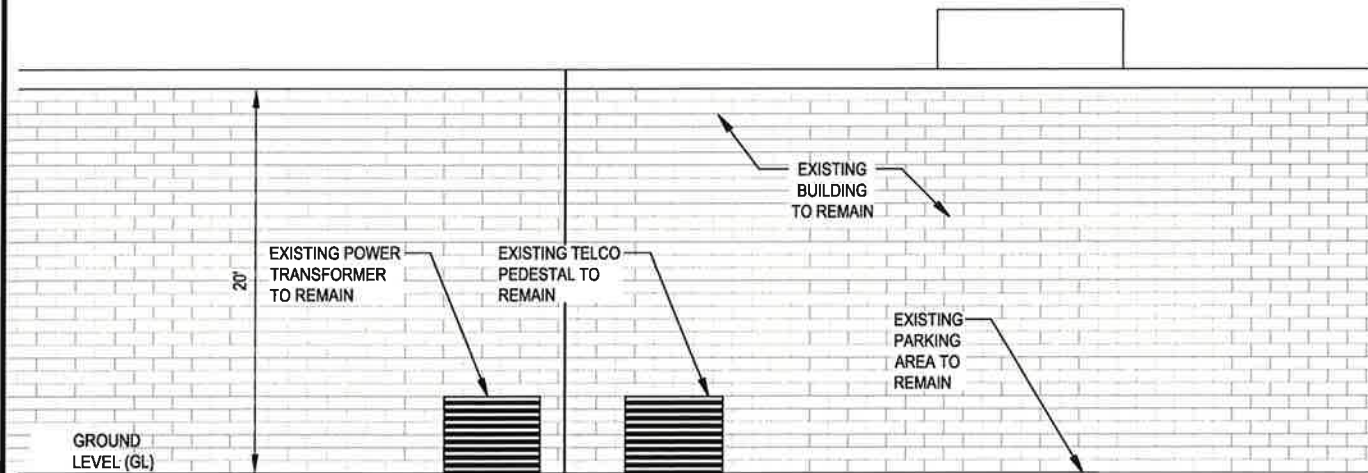 EXISTING
BUILDING
TO REMAIN
20'
EXISTING POWER
TRANSFORMER
TO REMAIN
EXISTING TELCO
PEDESTAL TO
REMAIN
EXISTING
PARKING
AREA TO
REMAIN
GROUND
LEVEL (GL)